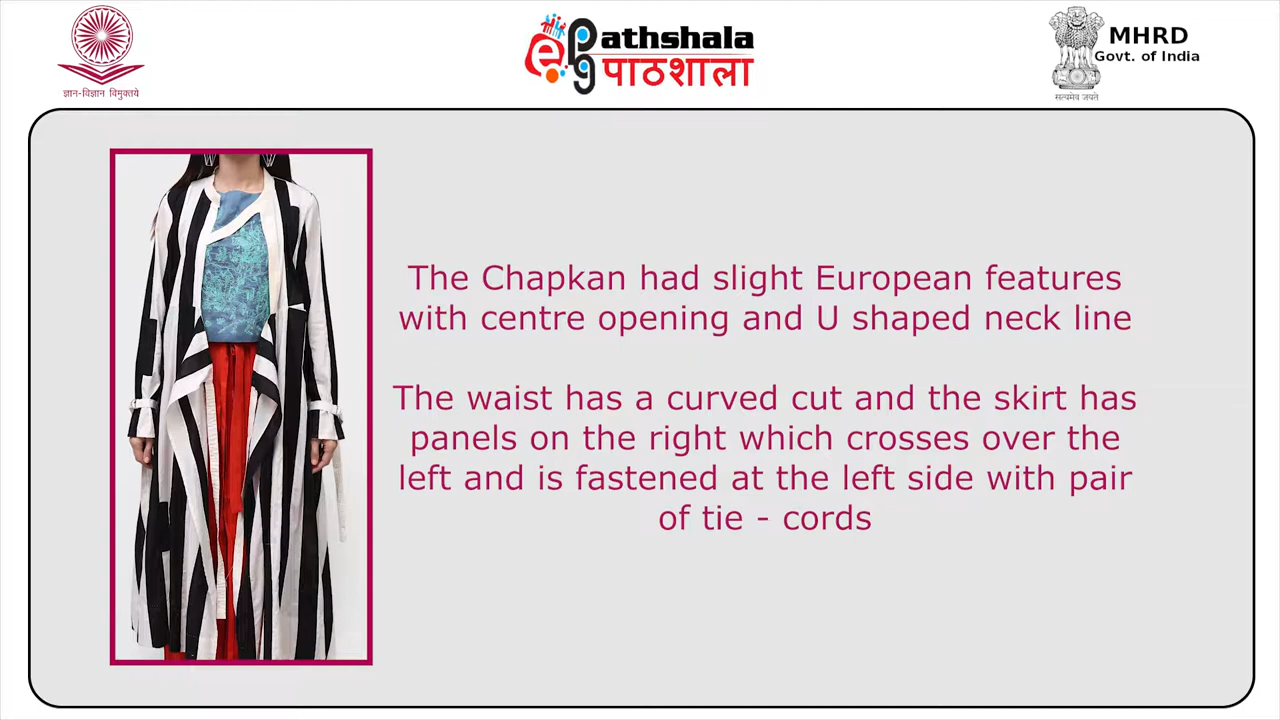 ज्ञान-विज्ञान विमुक्तये
ePG
athshala
पाठशाला
MHRD
Govt. of India
सत्यमेव जयते
The Chapkan had slight European features
with centre opening and U shaped neck line
The waist has a curved cut and the skirt has
panels on the right which crosses over the
left and is fastened at the left side with pair
of tie - cords